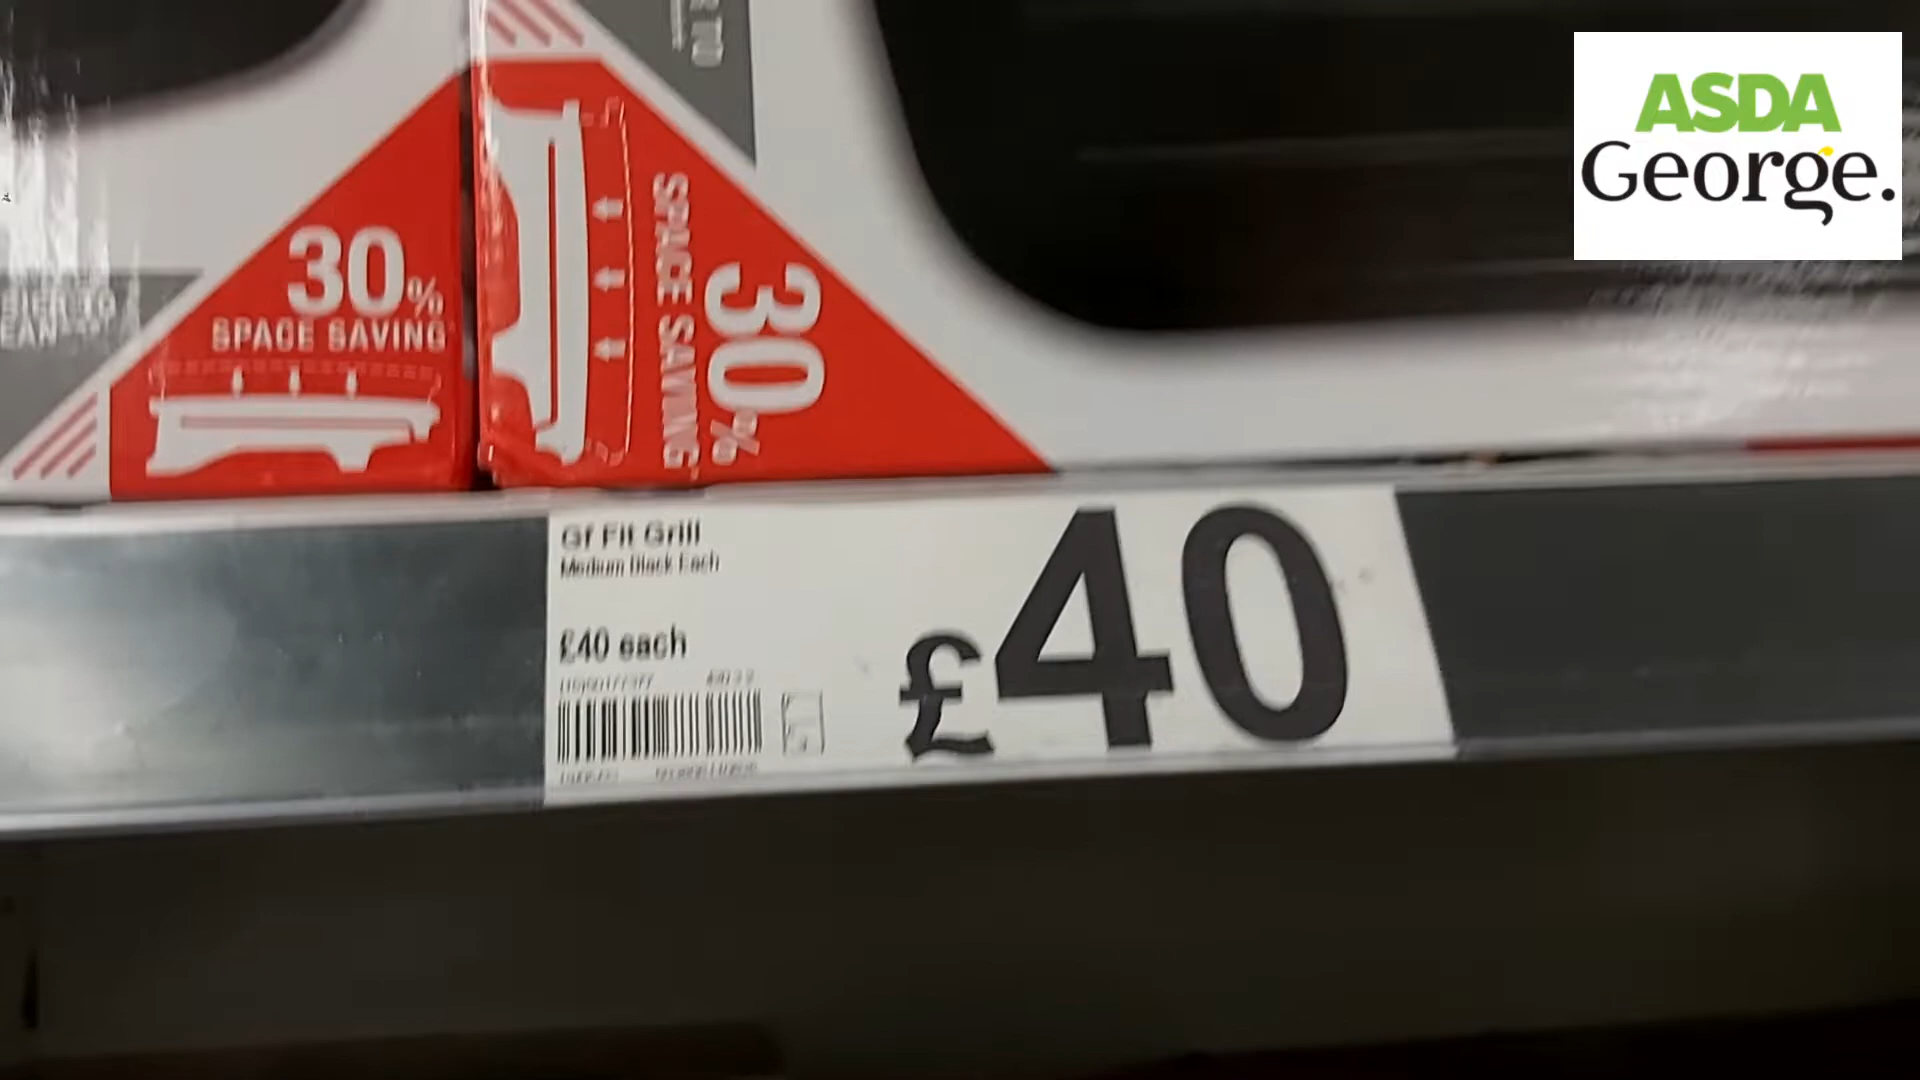 ASDA
George.
30%
SPACE SAVING
30%
SPACE SAVING
Gf Fit Grill
Medium Black Each
£40 each
£40